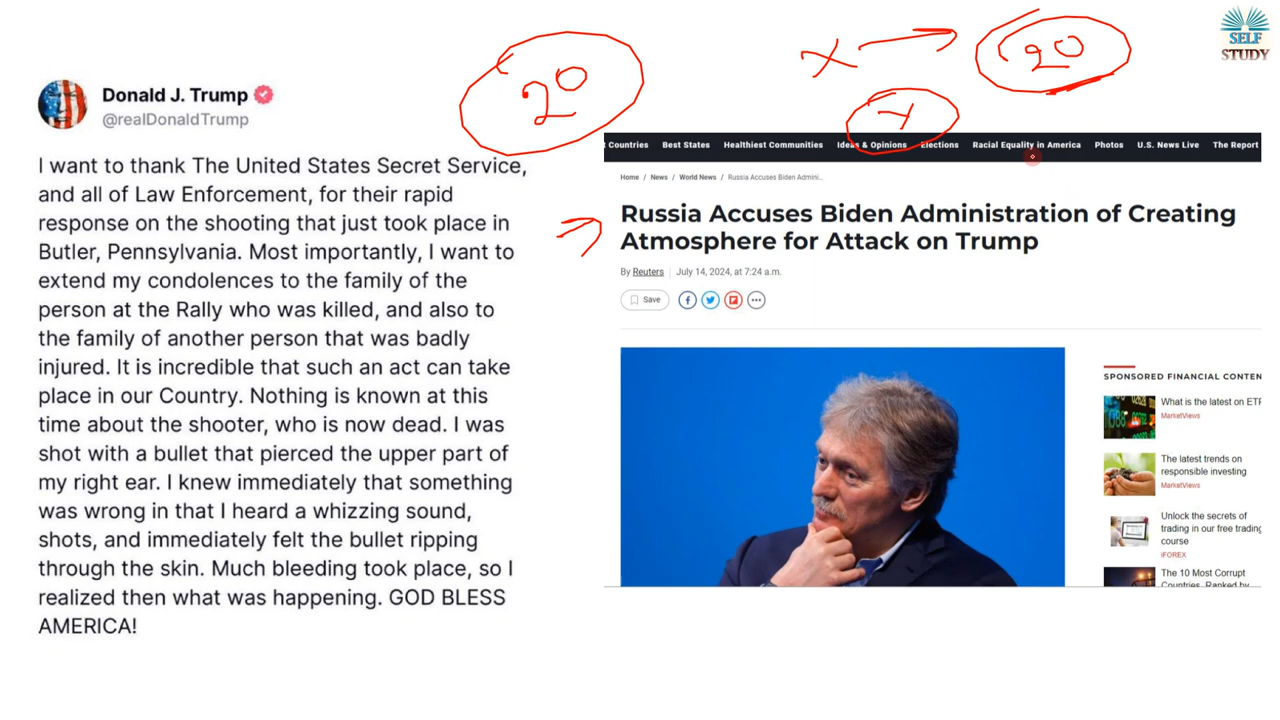 SELF
STUDY
20
X → 20
Y
Donald J. Trump
@realDonaldTrump
I want to thank The United States Secret Service,
and all of Law Enforcement, for their rapid
response on the shooting that just took place in
Butler, Pennsylvania. Most importantly, I want to
extend my condolences to the family of the
person at the Rally who was killed, and also to
the family of another person that was badly
injured. It is incredible that such an act can take
place in our Country. Nothing is known at this
time about the shooter, who is now dead. I was
shot with a bullet that pierced the upper part of
my right ear. I knew immediately that something
was wrong in that I heard a whizzing sound,
shots, and immediately felt the bullet ripping
through the skin. Much bleeding took place, so I
realized then what was happening. GOD BLESS
AMERICA!
t Countries Best States Healthiest Communities Ideas & Opinions Elections Racial Equality in America Photos U.S. News Live The Report
Home / News / World News / Russia Accuses Biden Admini...
Russia Accuses Biden Administration of Creating
Atmosphere for Attack on Trump
By Reuters | July 14, 2024, at 7:24 a.m.
Save
SPONSORED FINANCIAL CONTEN
What is the latest on ETF
MarketViews
The latest trends on
responsible investing
MarketViews
Unlock the secrets of
trading in our free trading
course
iFOREX
The 10 Most Corrupt
Countries, Ranked by